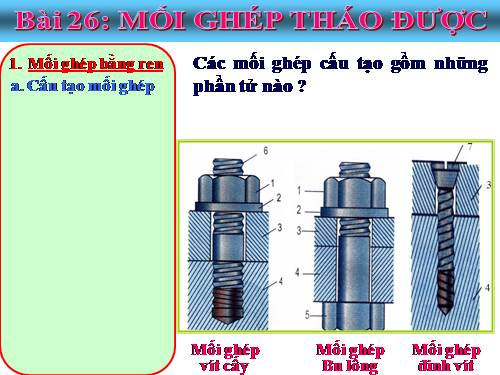 Bài 26: MỐI GHÉP THÁO ĐƯỢC
1. Mối ghép bằng ren
a. Cấu tạo mối ghép
Các mối ghép cấu tạo gồm những
phần tử nào ?
6
1
2
3
4
1
2
3
4
5
7
3
4
Mối ghép
vít cấy
Mối ghép
Bu lông
Mối ghép
đinh vít